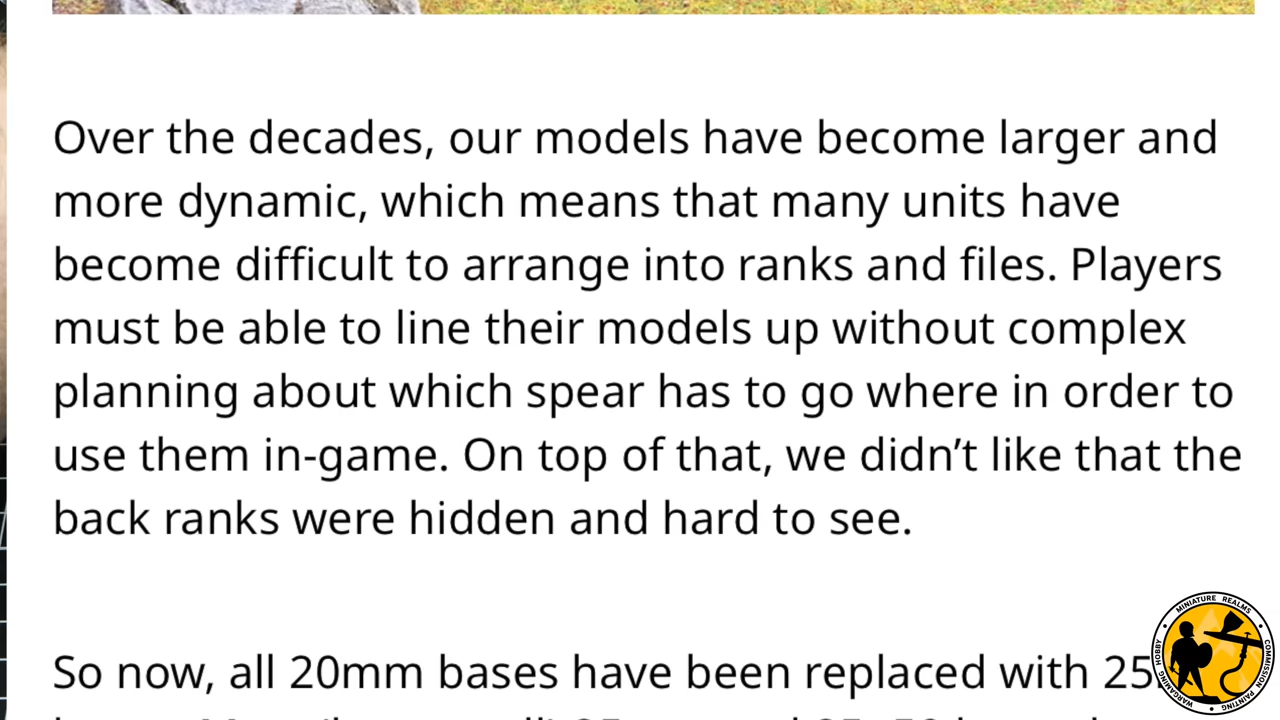 Over the decades, our models have become larger and
more dynamic, which means that many units have
become difficult to arrange into ranks and files. Players
must be able to line their models up without complex
planning about which spear has to go where in order to
use them in-game. On top of that, we didn’t like that the
back ranks were hidden and hard to see.
So now, all 20mm bases have been replaced with 25
MINIATURE REALMS
HOBBY
WARGAMING
COMMISSION PAINTING